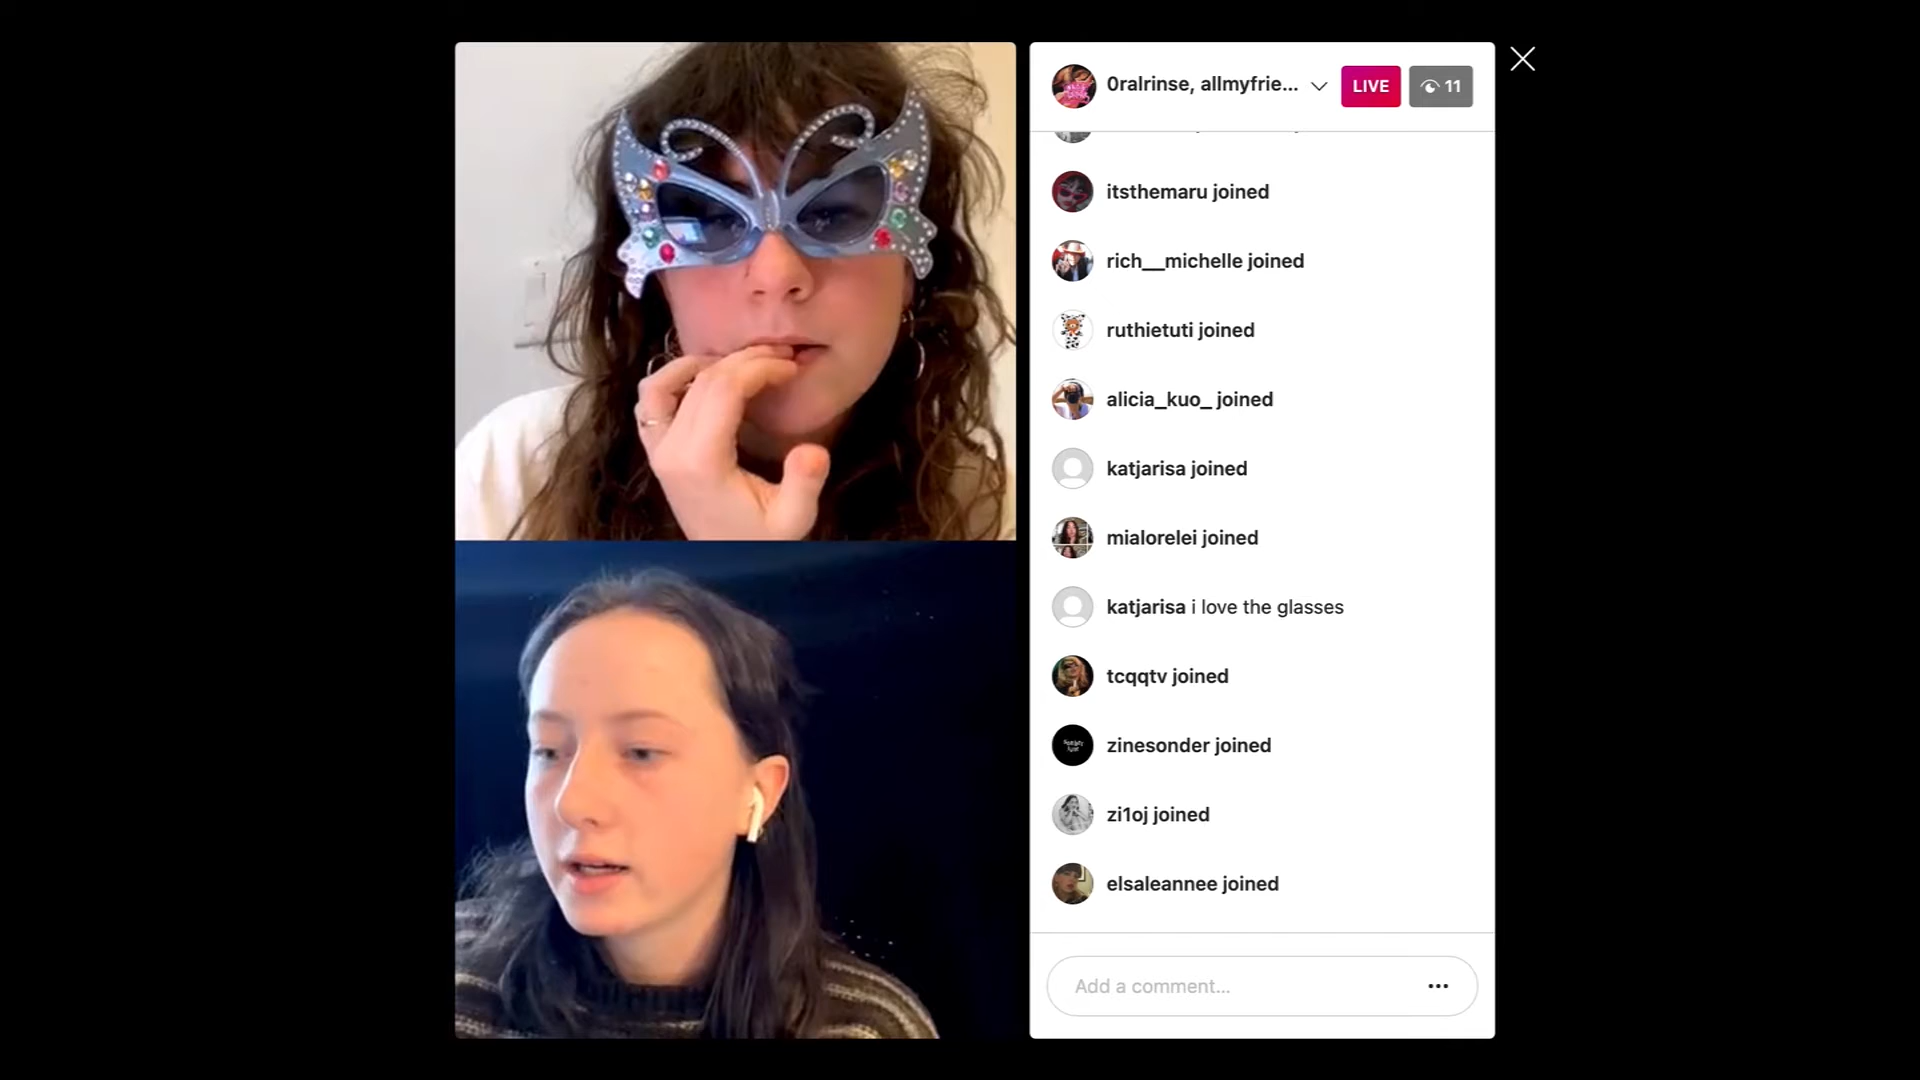 0ralrinse, allmyfrie...
LIVE
11
itsthemaru joined
rich__michelle joined
ruthietuti joined
alicia_kuo_ joined
katjarisa joined
mialorelei joined
katjarisa i love the glasses
tcqqtv joined
zinesonder joined
zi1oj joined
elsaleannee joined
Add a comment...